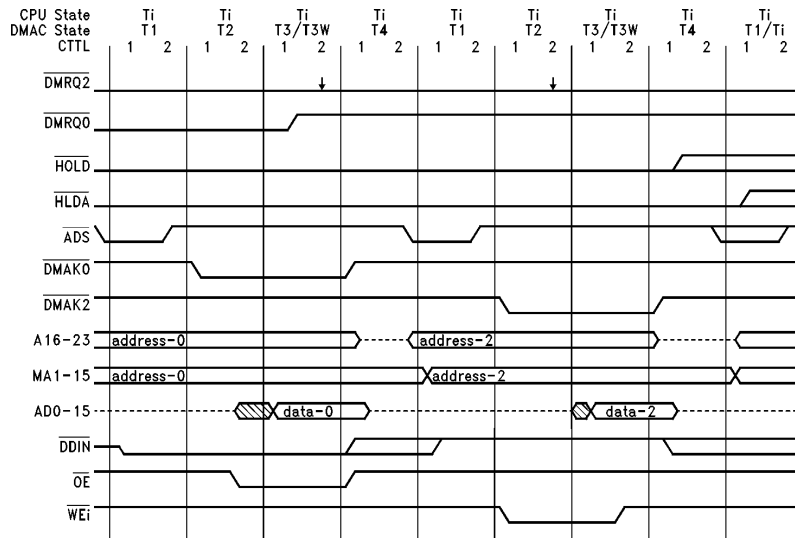 CPU State Ti Ti Ti Ti Ti Ti Ti Ti Ti
DMAC State T1 T2 T3/T3W T4 T1 T2 T3/T3W T4 T1/Ti
CTTL 1 2 1 2 1 2 1 2 1 2 1 2 1 2 1 2 1 2
DMRQ2
DMRQ0
HOLD
HLDA
ADS
DMAK0
DMAK2
A16-23 address-0 address-2
MA1-15 address-0 address-2
AD0-15 data-0 data-2
DDIN
OE
WEi